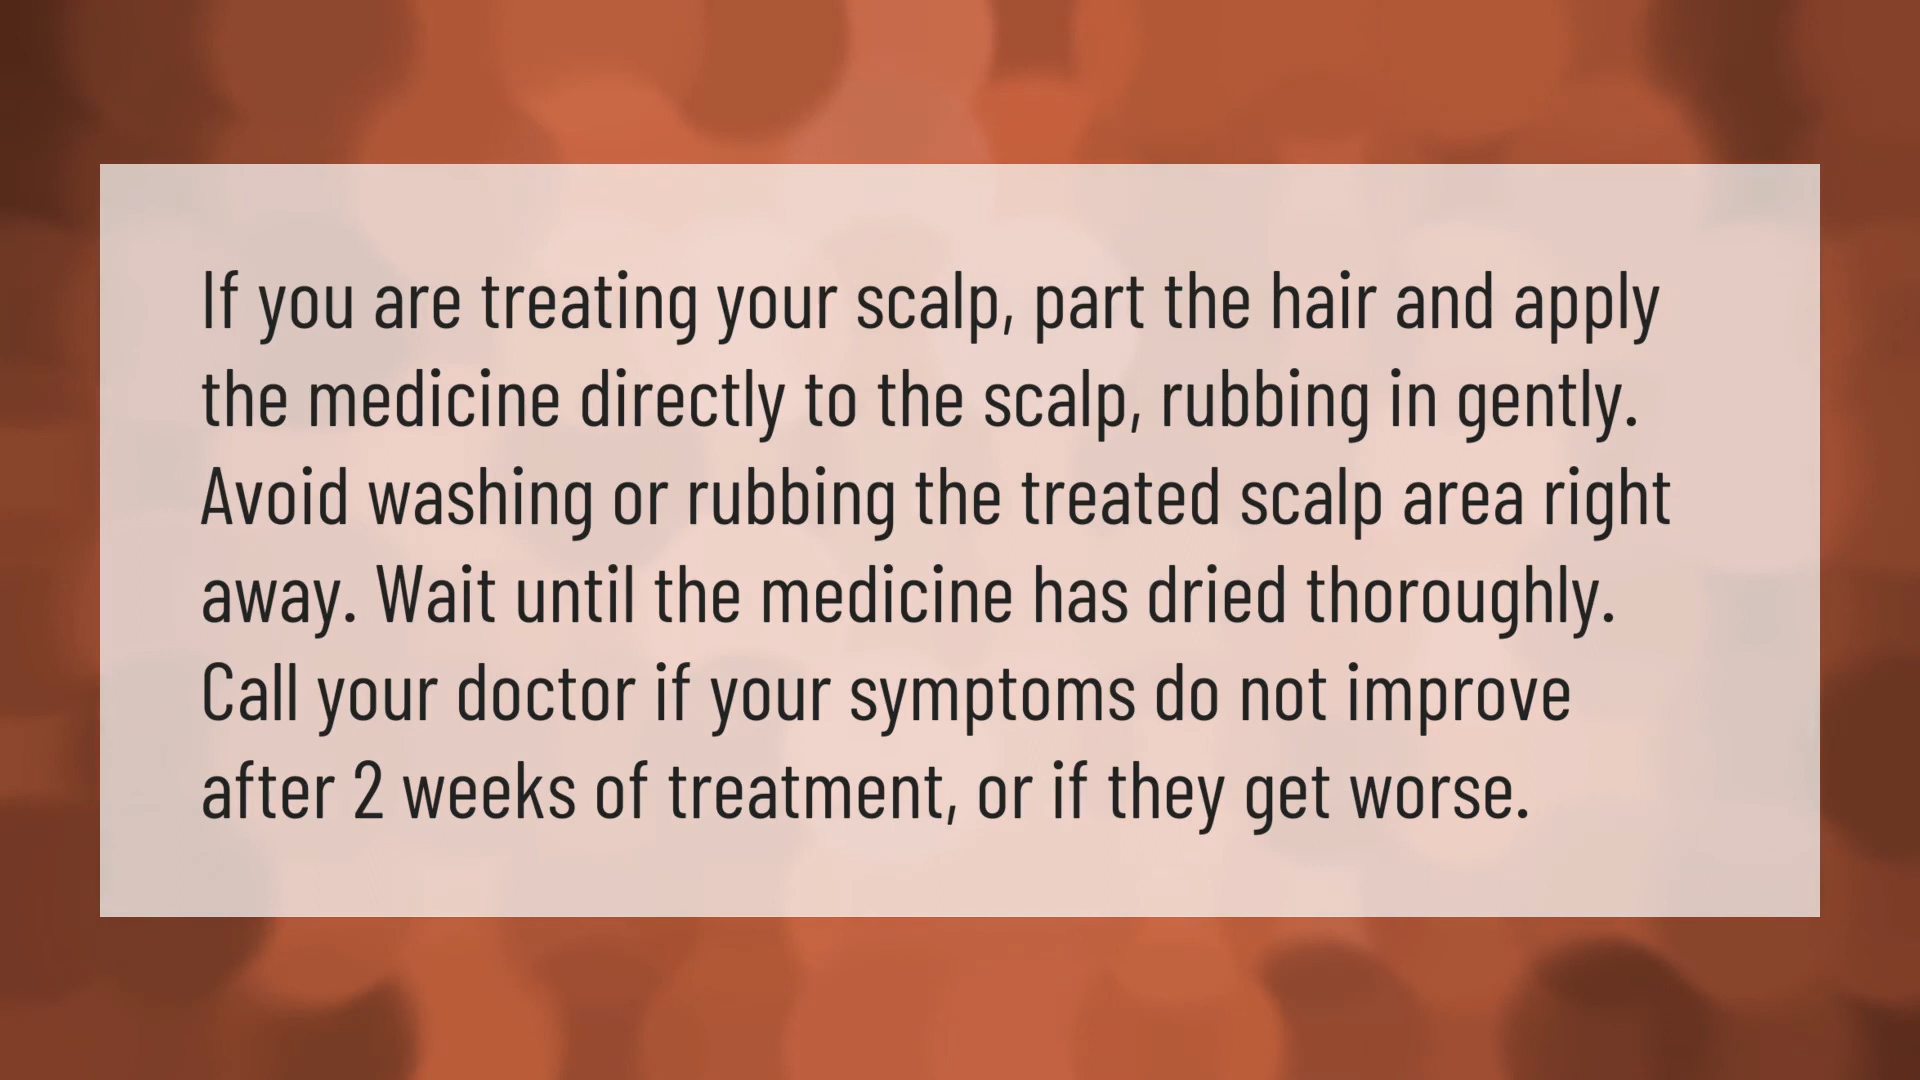 If you are treating your scalp, part the hair and apply
the medicine directly to the scalp, rubbing in gently.
Avoid washing or rubbing the treated scalp area right
away. Wait until the medicine has dried thoroughly.
Call your doctor if your symptoms do not improve
after 2 weeks of treatment, or if they get worse.